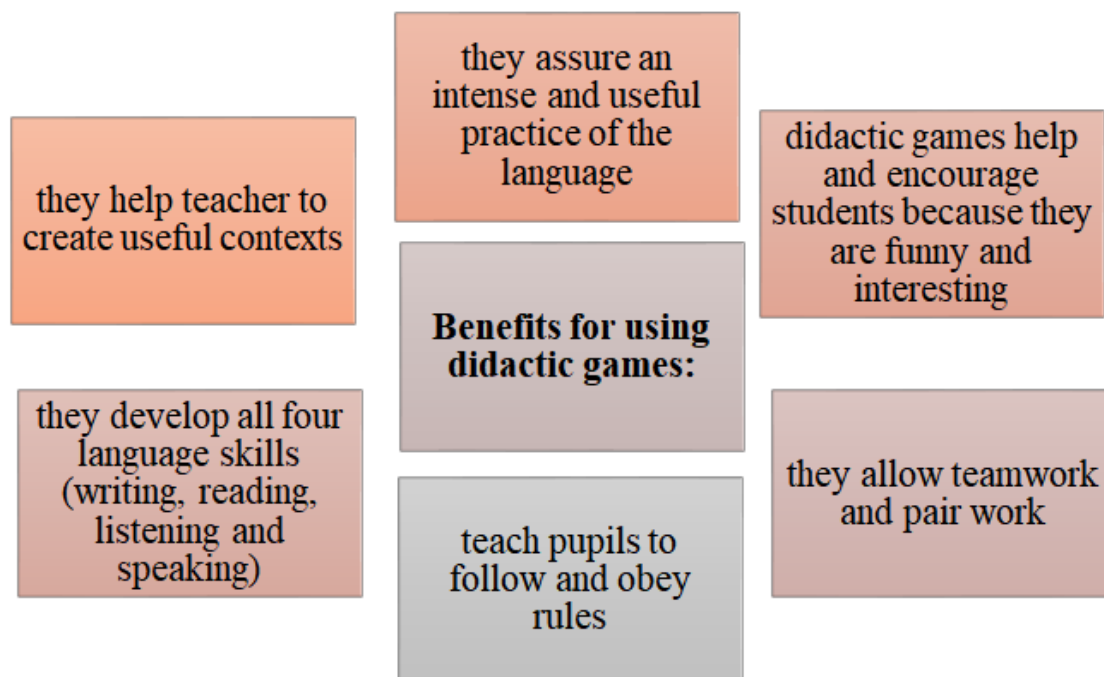 they help teacher to
create useful contexts
they assure an
intense and useful
practice of the
language
didactic games help
and encourage
students because they
are funny and
interesting
Benefits for using
didactic games:
they develop all four
language skills
(writing, reading,
listening and
speaking)
teach pupils to
follow and obey
rules
they allow teamwork
and pair work